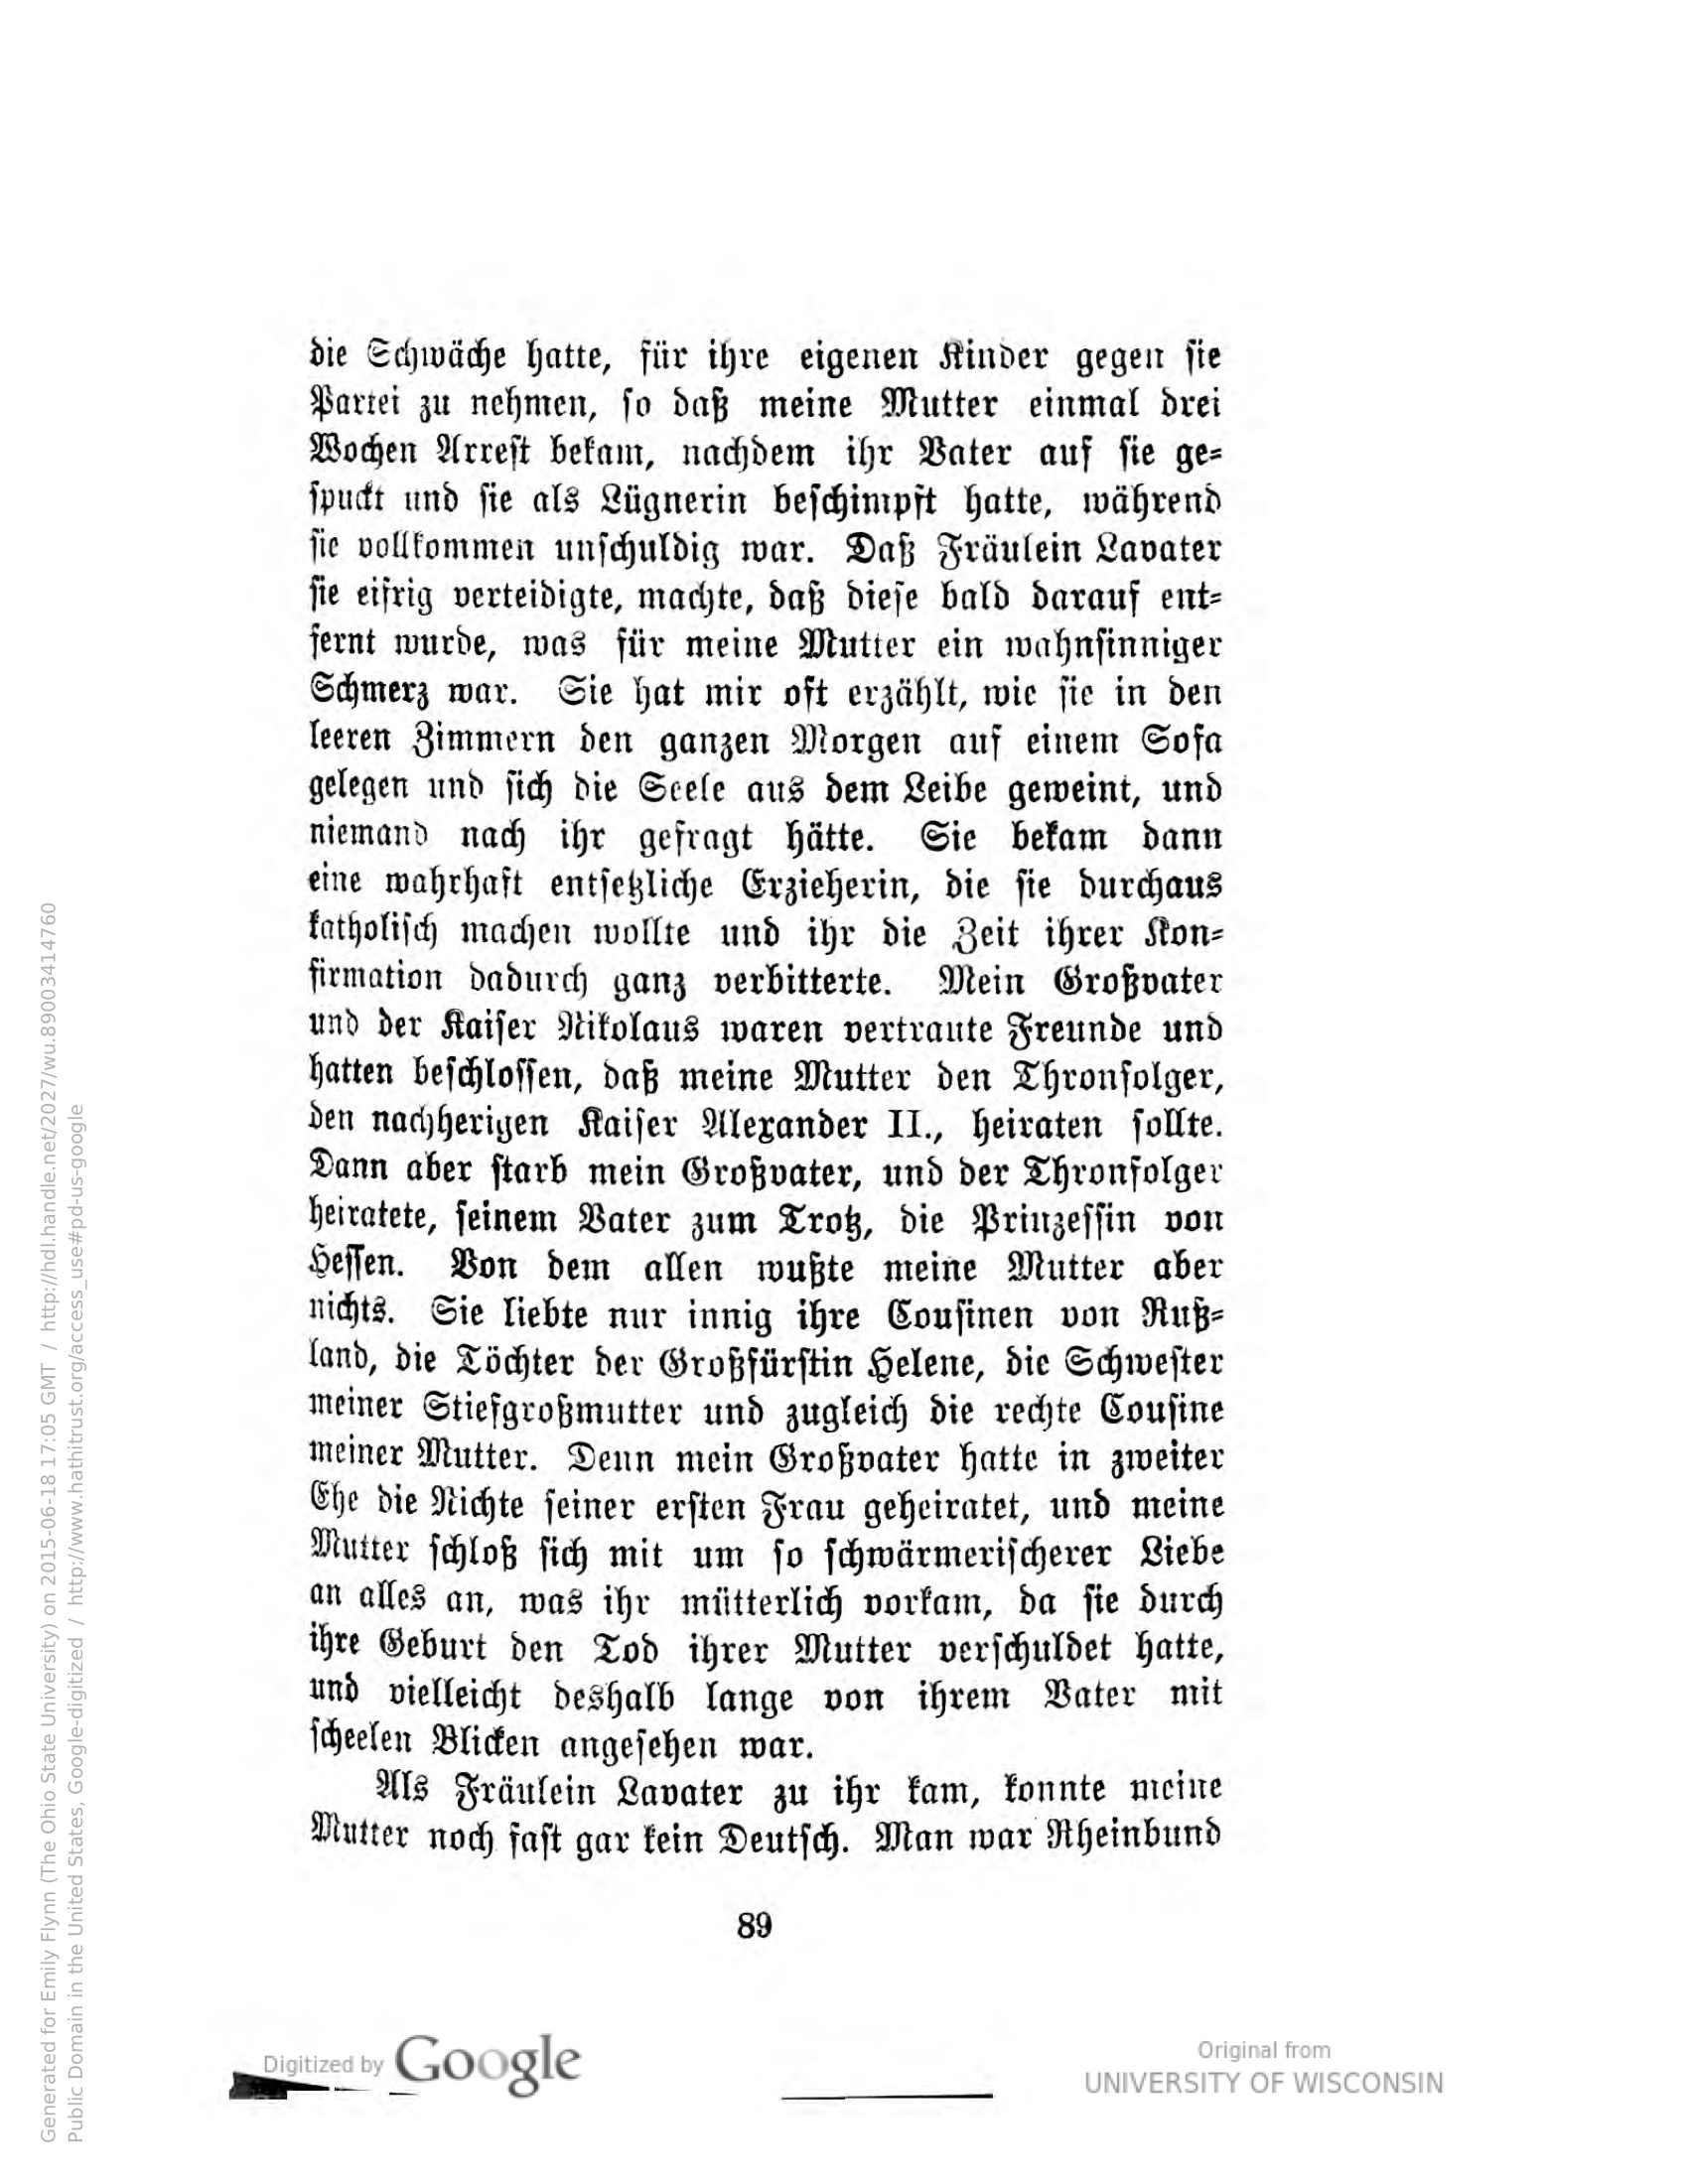 die Schwäche hatte, für ihre eigenen Kinder gegen sie
Partei zu nehmen, so daß meine Mutter einmal drei
Wochen Arrest bekam, nachdem ihr Vater auf sie ge=
spuckt und sie als Lügnerin beschimpft hatte, während
sie vollkommen unschuldig war. Daß Fräulein Lavater
sie eifrig verteidigte, machte, daß diese bald darauf ent=
fernt wurde, was für meine Mutter ein wahnsinniger
Schmerz war. Sie hat mir oft erzählt, wie sie in den
leeren Zimmern den ganzen Morgen auf einem Sofa
gelegen und sich die Seele aus dem Leibe geweint, und
niemand nach ihr gefragt hätte. Sie bekam dann
eine wahrhaft entsetzliche Erzieherin, die sie durchaus
katholisch machen wollte und ihr die Zeit ihrer Kon=
firmation dadurch ganz verbitterte. Mein Großvater
und der Kaiser Nikolaus waren vertraute Freunde und
hatten beschlossen, daß meine Mutter den Thronfolger,
den nachherigen Kaiser Alexander II., heiraten sollte.
Dann aber starb mein Großvater, und der Thronfolger
heiratete, seinem Vater zum Trotz, die Prinzessin von
Hessen. Von dem allen wußte meine Mutter aber
nichts. Sie liebte nur innig ihre Cousinen von Ruß=
land, die Töchter der Großfürstin Helene, die Schwester
meiner Stiefgroßmutter und zugleich die rechte Cousine
meiner Mutter. Denn mein Großvater hatte in zweiter
Ehe die Nichte seiner ersten Frau geheiratet, und meine
Mutter schloß sich mit um so schwärmerischerer Liebe
an alles an, was ihr mütterlich vorkam, da sie durch
ihre Geburt den Tod ihrer Mutter verschuldet hatte,
und vielleicht deshalb lange von ihrem Vater mit
scheelen Blicken angesehen war.
Als Fräulein Lavater zu ihr kam, konnte meine
Mutter noch fast gar kein Deutsch. Man war Rheinbund
89
Digitized by Google
Original from
UNIVERSITY OF WISCONSIN
Generated for Emily Flynn (The Ohio State University) on 2015-06-18 17:05 GMT / http://hdl.handle.net/2027/wu.89003414760
Public Domain in the United States, Google-digitized / http://www.hathitrust.org/access_use#pd-us-google